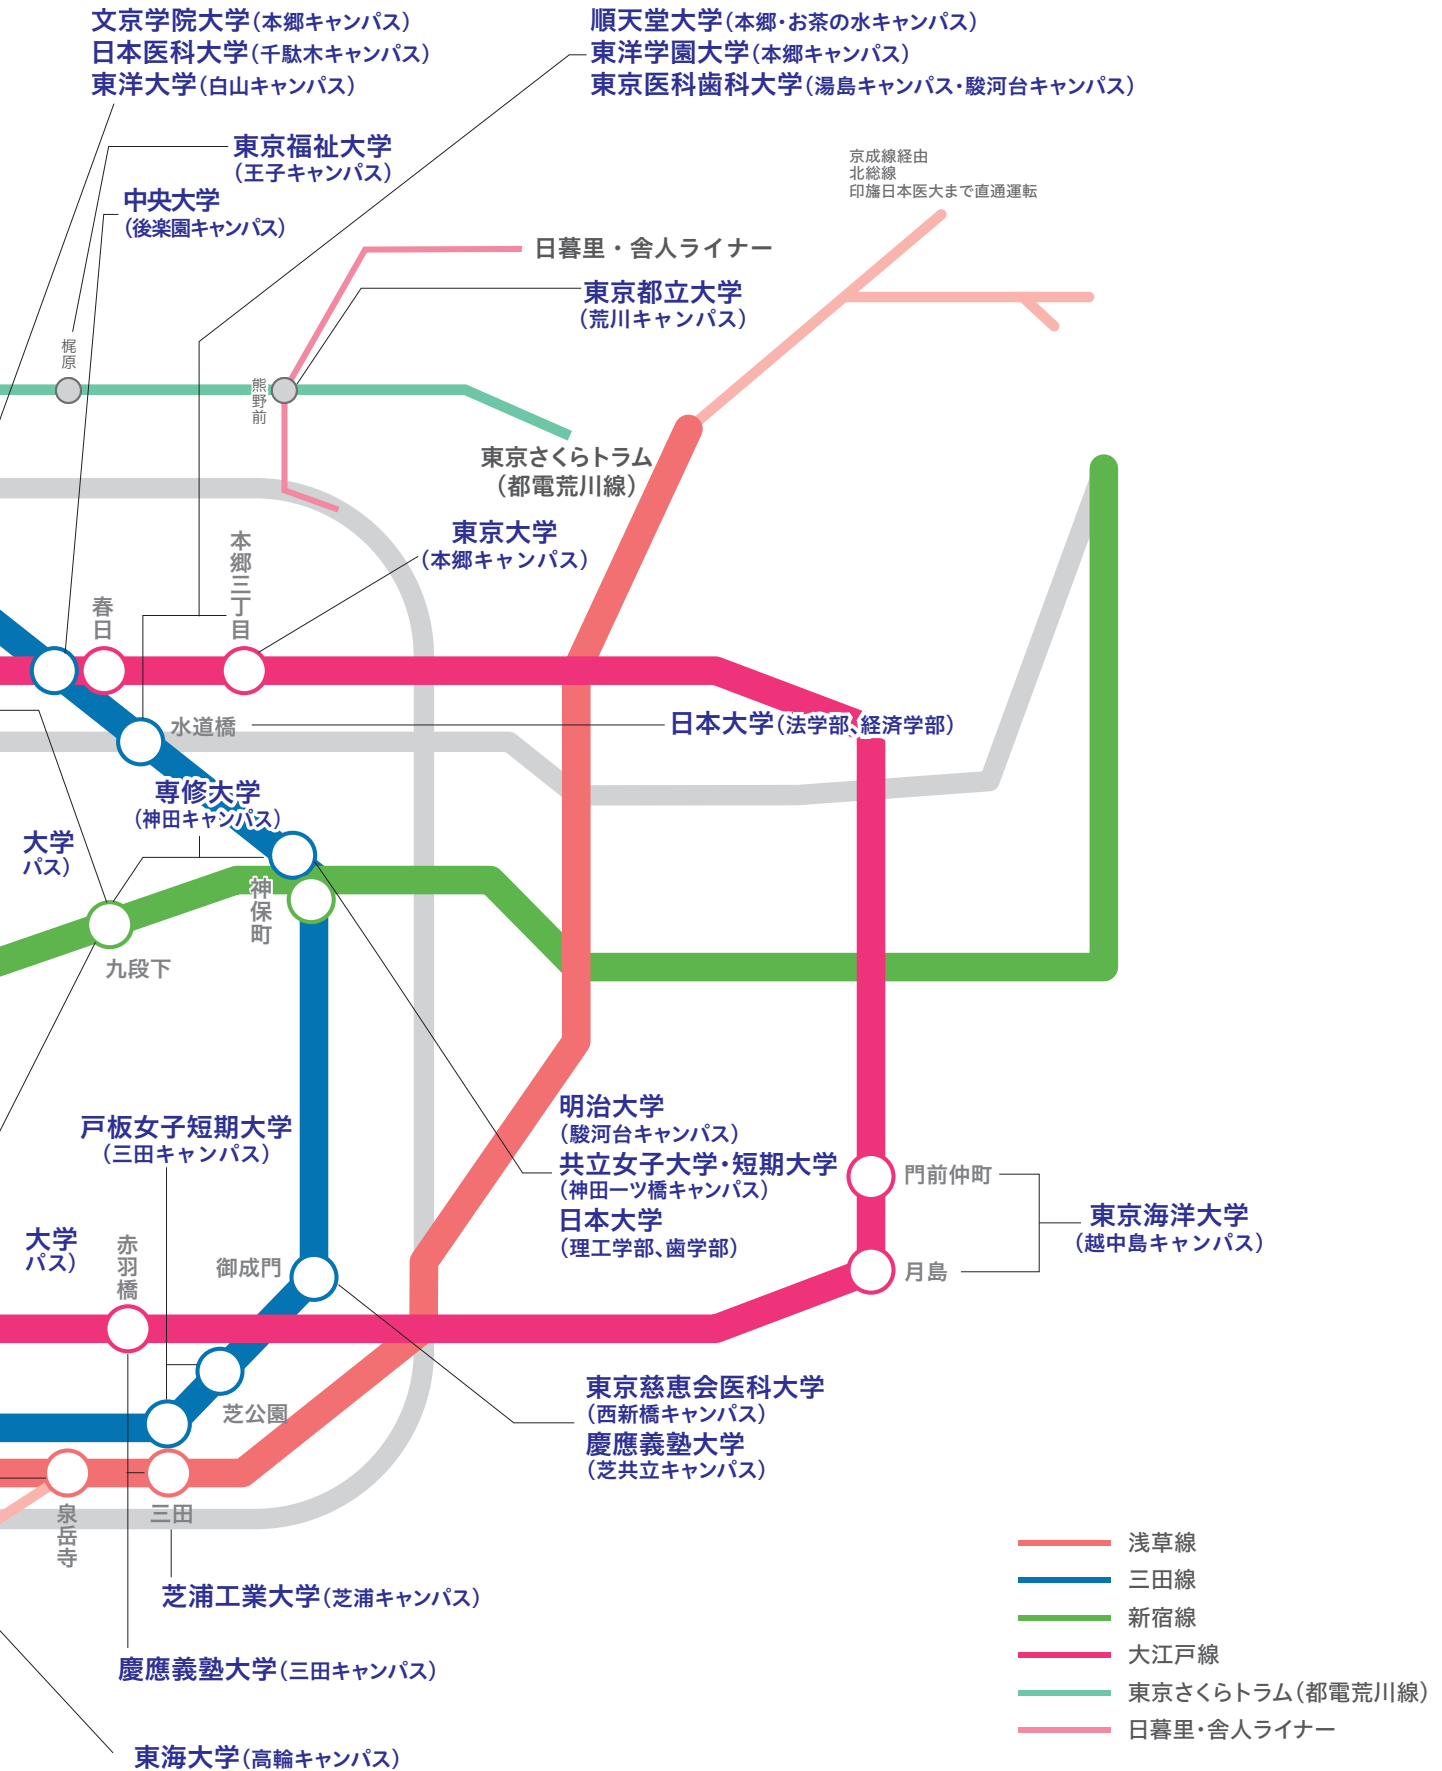 文京学院大学(本郷キャンパス)
日本医科大学(千駄木キャンパス)
東洋大学(白山キャンパス)
順天堂大学(本郷・お茶の水キャンパス)
東洋学園大学(本郷キャンパス)
東京医科歯科大学(湯島キャンパス・駿河台キャンパス)
東京福祉大学
(王子キャンパス)
中央大学
(後楽園キャンパス)
京成線経由
北総線
印旛日本医大まで直通運転
日暮里・舎人ライナー
東京都立大学
(荒川キャンパス)
梶原
熊野前
東京さくらトラム
(都電荒川線)
東京大学
(本郷キャンパス)
本郷三丁目
春日
水道橋
日本大学(法学部、経済学部)
専修大学
(神田キャンパス)
大学
パス)
神保町
九段下
明治大学
(駿河台キャンパス)
共立女子大学・短期大学
(神田一ツ橋キャンパス)
日本大学
(理工学部、歯学部)
戸板女子短期大学
(三田キャンパス)
門前仲町
東京海洋大学
(越中島キャンパス)
月島
大学
パス)
赤羽橋
御成門
芝公園
東京慈恵会医科大学
(西新橋キャンパス)
慶應義塾大学
(芝共立キャンパス)
泉岳寺
三田
芝浦工業大学(芝浦キャンパス)
慶應義塾大学(三田キャンパス)
東海大学(高輪キャンパス)
浅草線
三田線
新宿線
大江戸線
東京さくらトラム(都電荒川線)
日暮里・舎人ライナー